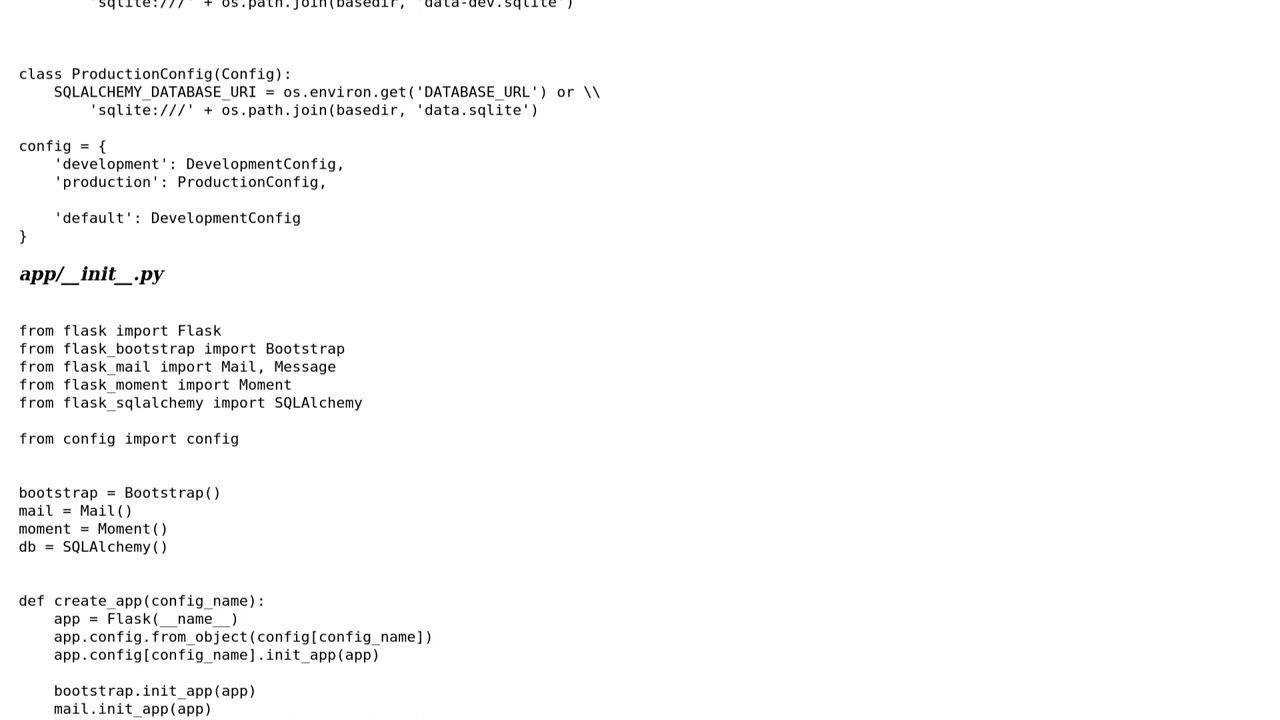 'sqlite:///' + os.path.join(basedir, 'data-dev.sqlite')
class ProductionConfig(Config):
    SQLALCHEMY_DATABASE_URI = os.environ.get('DATABASE_URL') or \\
        'sqlite:///' + os.path.join(basedir, 'data.sqlite')
config = {
    'development': DevelopmentConfig,
    'production': ProductionConfig,
    'default': DevelopmentConfig
}
app/__init__.py
from flask import Flask
from flask_bootstrap import Bootstrap
from flask_mail import Mail, Message
from flask_moment import Moment
from flask_sqlalchemy import SQLAlchemy
from config import config
bootstrap = Bootstrap()
mail = Mail()
moment = Moment()
db = SQLAlchemy()
def create_app(config_name):
    app = Flask(__name__)
    app.config.from_object(config[config_name])
    app.config[config_name].init_app(app)
    bootstrap.init_app(app)
    mail.init_app(app)